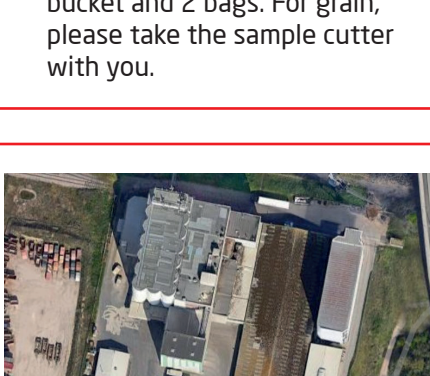 bucket and 2 bags. For grain,
please take the sample cutter
with you.